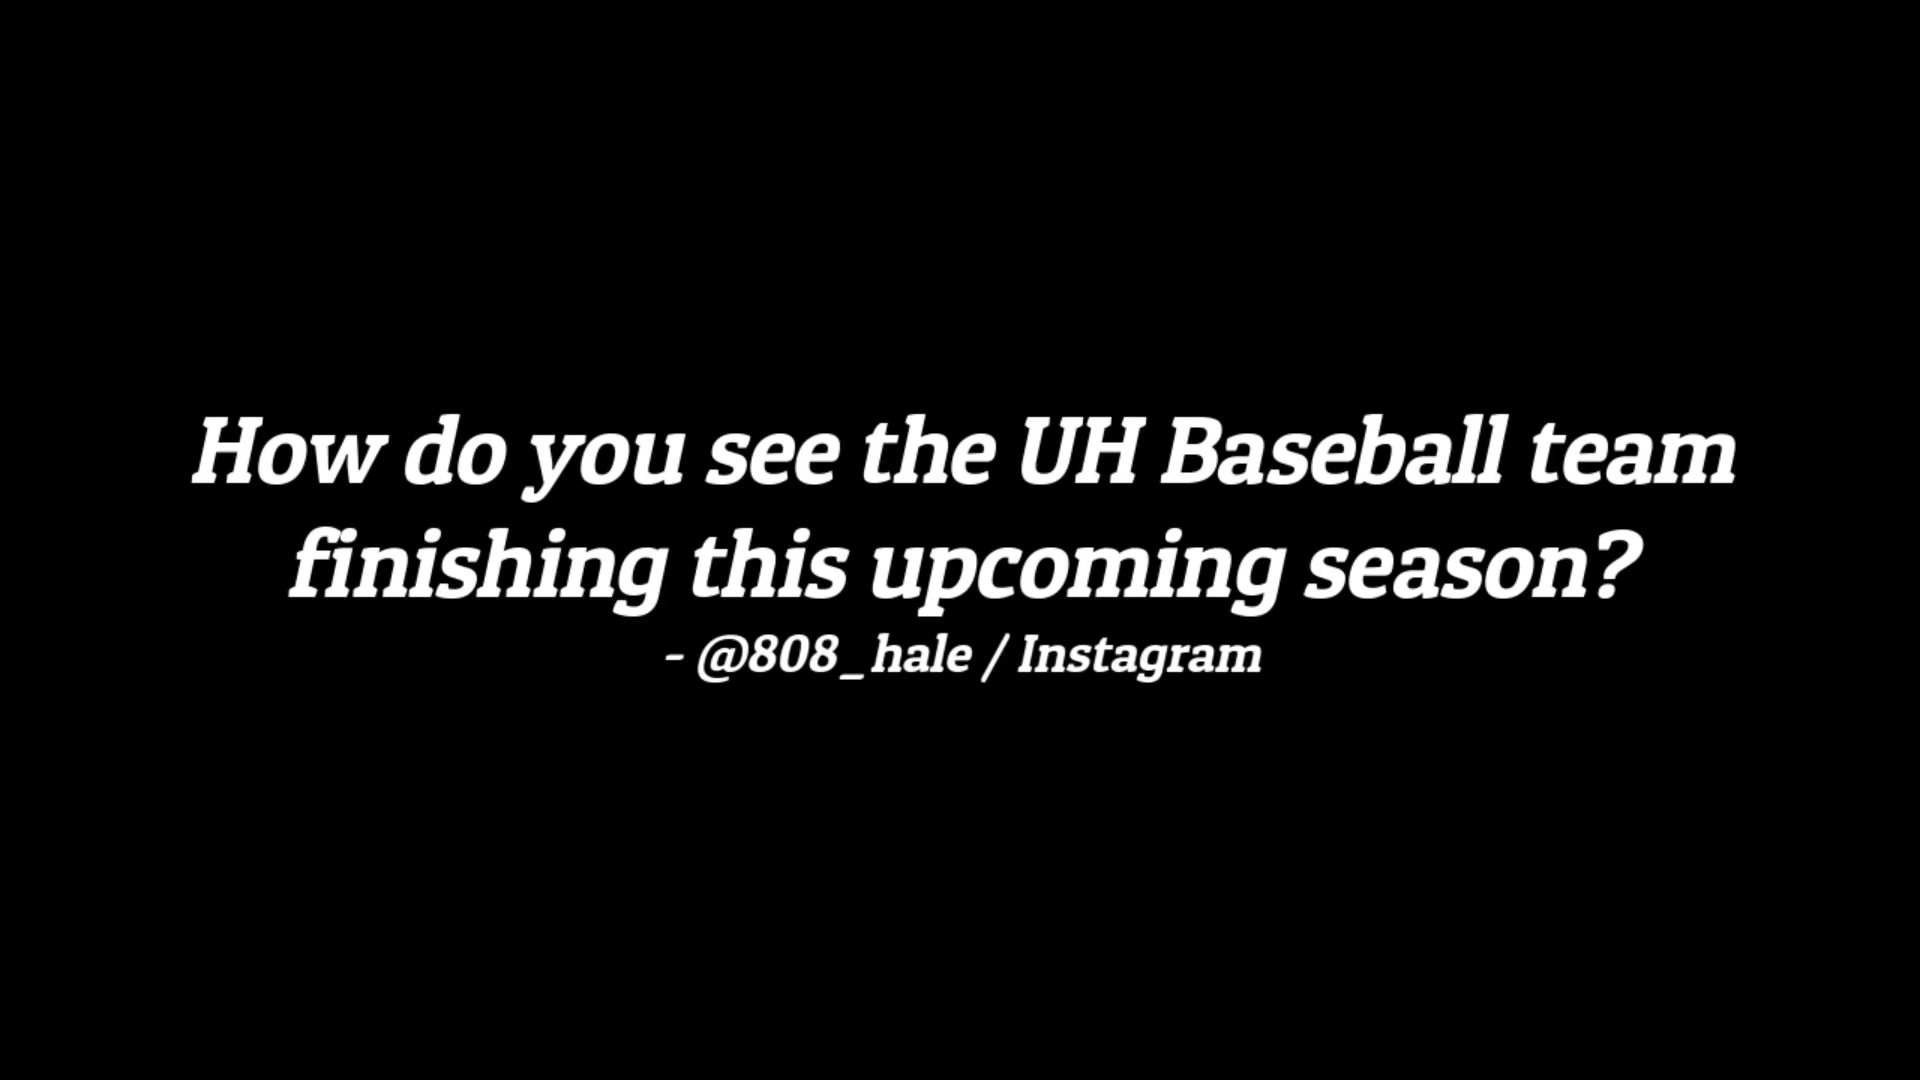 How do you see the UH Baseball team
finishing this upcoming season?
- @808_hale / Instagram